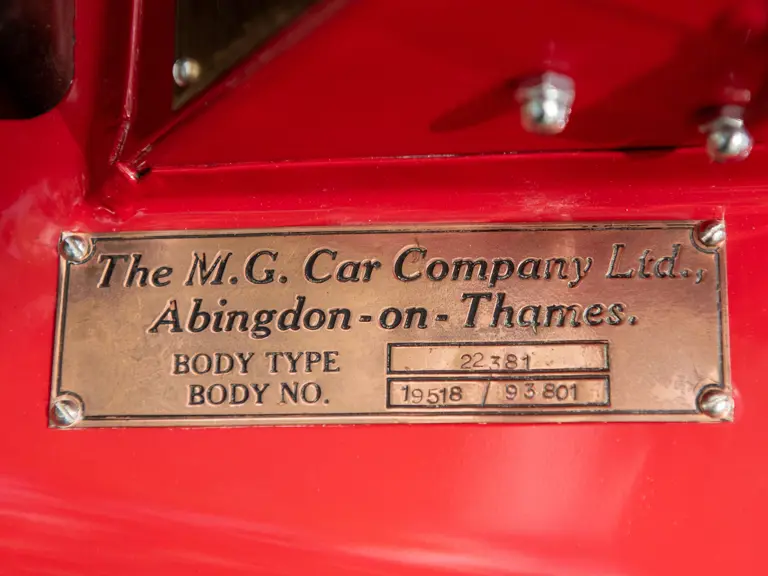 The M.G. Car Company Ltd.,
Abingdon-on-Thames.
BODY TYPE 22381
BODY NO. 19518 / 93801